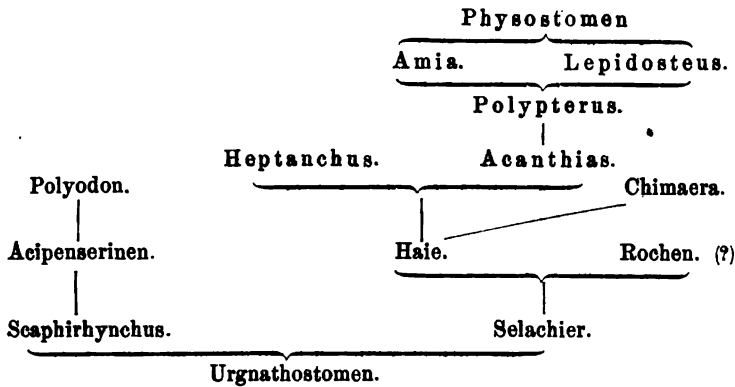 Physostomen
Amia. Lepidosteus.
Polypterus.
Heptanchus. Acanthias.
Polyodon. Chimaera.
Acipenserinen. Haie. Rochen. (?)
Scaphirhynchus. Selachier.
Urgnathostomen.